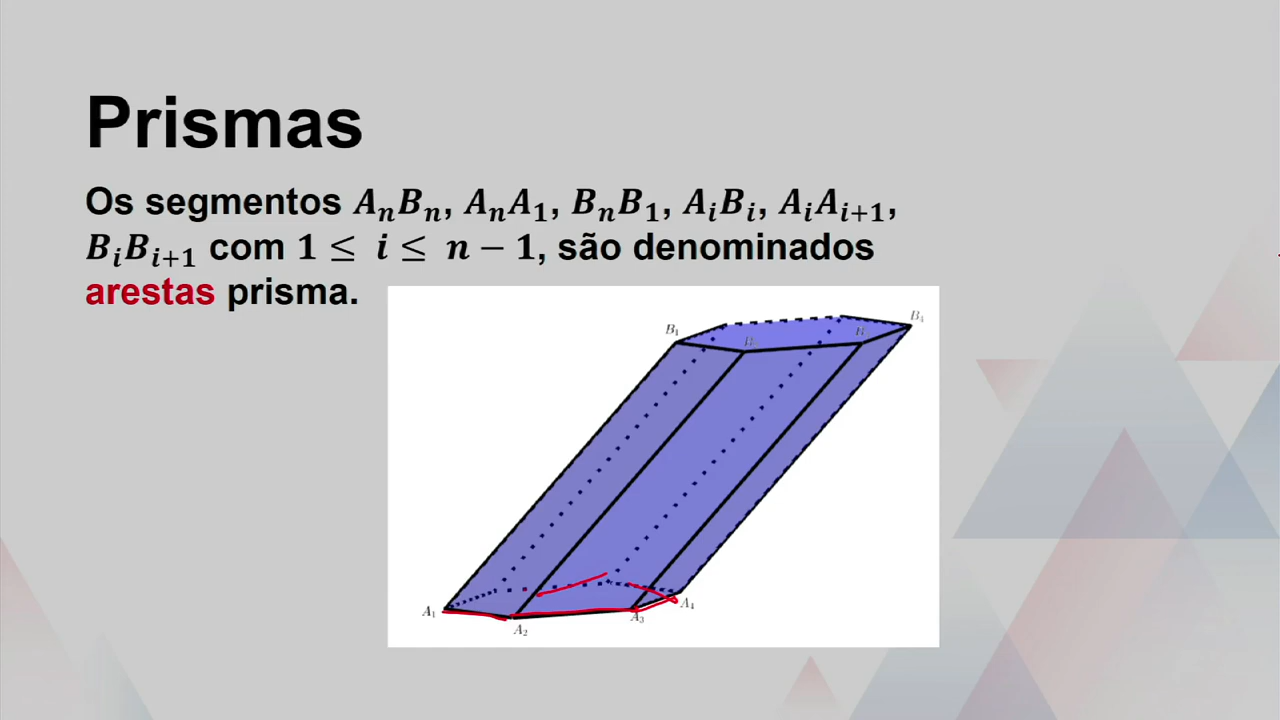 Prismas
Os segmentos AₙBₙ, AₙA₁, BₙB₁, AᵢBᵢ, AᵢAᵢ₊₁,
BᵢBᵢ₊₁ com 1 ≤ i ≤ n − 1, são denominados
arestas prisma.
B₁
B₄
A₁
A₂
A₃
A₄